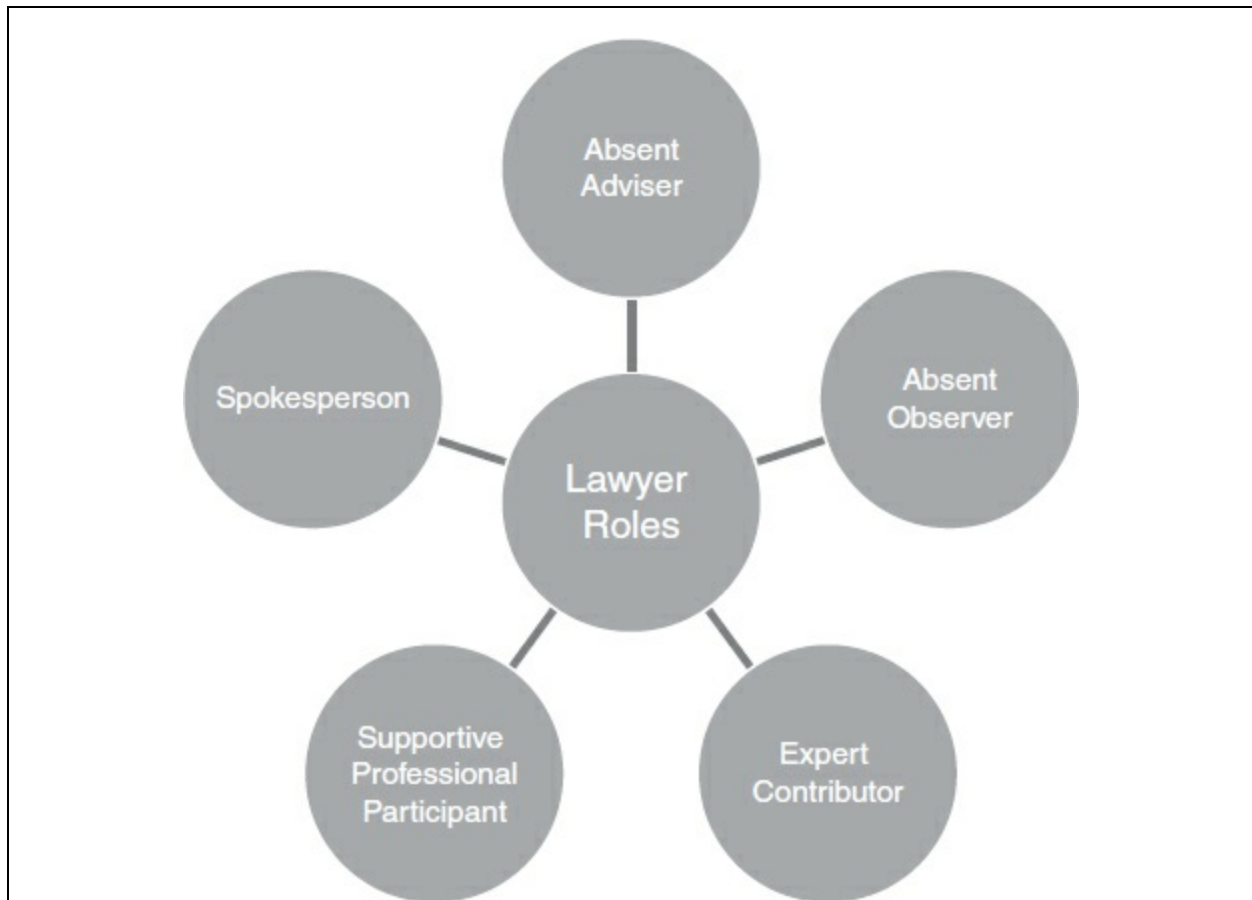 Absent
Adviser
Spokesperson
Absent
Observer
Lawyer
Roles
Supportive
Professional
Participant
Expert
Contributor